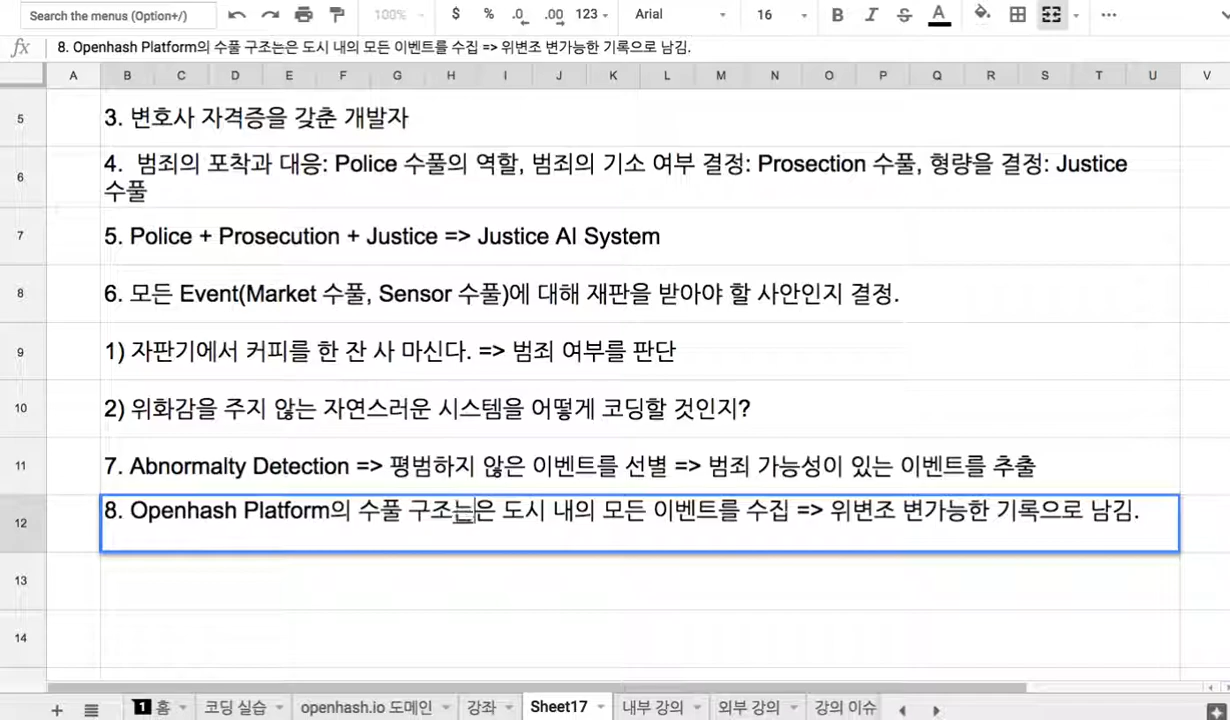 Search the menus (Option+/)
100%
$ % .0 .00 123
Arial
16
B I S A
fx 8. Openhash Platform의 수풀 구조는은 도시 내의 모든 이벤트를 수집 => 위변조 변가능한 기록으로 남김.
A B C D E F G H I J K L M N O P Q R S T U V
5 3. 변호사 자격증을 갖춘 개발자
6 4. 범죄의 포착과 대응: Police 수풀의 역할, 범죄의 기소 여부 결정: Prosection 수풀, 형량을 결정: Justice
수풀
7 5. Police + Prosecution + Justice => Justice AI System
8 6. 모든 Event(Market 수풀, Sensor 수풀)에 대해 재판을 받아야 할 사안인지 결정.
9 1) 자판기에서 커피를 한 잔 사 마신다. => 범죄 여부를 판단
10 2) 위화감을 주지 않는 자연스러운 시스템을 어떻게 코딩할 것인지?
11 7. Abnormalty Detection => 평범하지 않은 이벤트를 선별 => 범죄 가능성이 있는 이벤트를 추출
12 8. Openhash Platform의 수풀 구조는은 도시 내의 모든 이벤트를 수집 => 위변조 변가능한 기록으로 남김.
13
14
1 홈 코딩 실습 openhash.io 도메인 강좌 Sheet17 내부 강의 외부 강의 강의 이슈